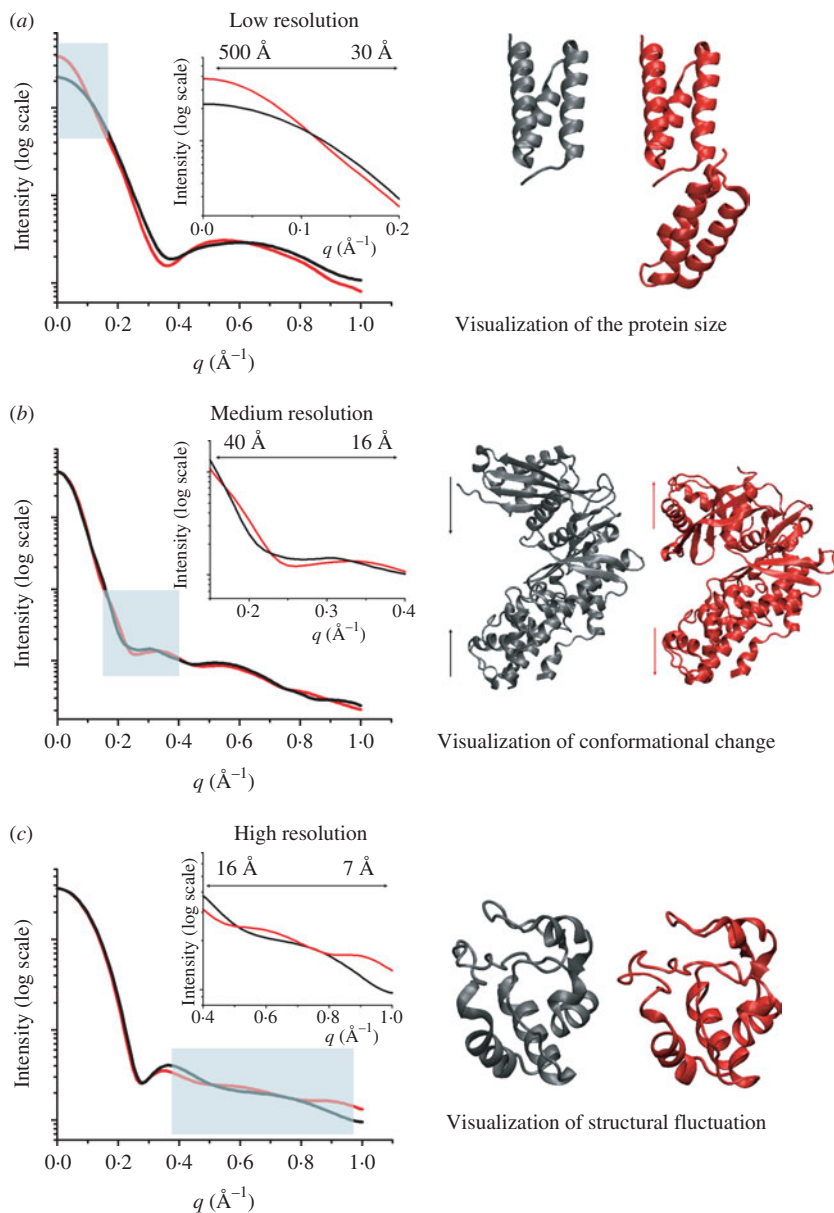 (a)
Low resolution
500 Å 30 Å
Intensity (log scale)
Intensity (log scale)
0·0 0·1 0·2
q (Å⁻¹)
0·0 0·2 0·4 0·6 0·8 1·0
q (Å⁻¹)
Visualization of the protein size
(b)
Medium resolution
40 Å 16 Å
Intensity (log scale)
Intensity (log scale)
0·2 0·3 0·4
q (Å⁻¹)
0·0 0·2 0·4 0·6 0·8 1·0
q (Å⁻¹)
Visualization of conformational change
(c)
High resolution
16 Å 7 Å
Intensity (log scale)
Intensity (log scale)
0·4 0·6 0·8 1·0
q (Å⁻¹)
0·0 0·2 0·4 0·6 0·8 1·0
q (Å⁻¹)
Visualization of structural fluctuation